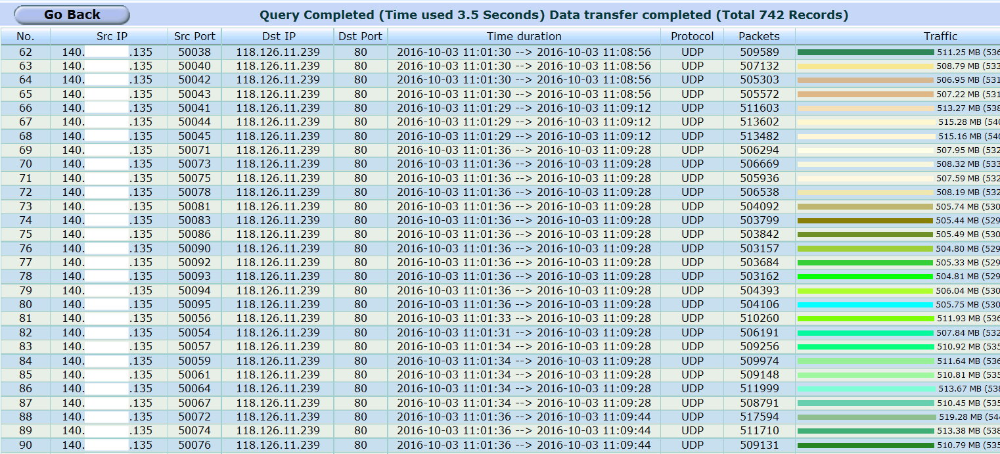 Go Back
Query Completed (Time used 3.5 Seconds) Data transfer completed (Total 742 Records)
No. Src IP Src Port Dst IP Dst Port Time duration Protocol Packets Traffic
62 140. .135 50038 118.126.11.239 80 2016-10-03 11:01:30 --> 2016-10-03 11:08:56 UDP 509589 511.25 MB (536
63 140. .135 50040 118.126.11.239 80 2016-10-03 11:01:30 --> 2016-10-03 11:08:56 UDP 507132 508.79 MB (533
64 140. .135 50042 118.126.11.239 80 2016-10-03 11:01:30 --> 2016-10-03 11:08:56 UDP 505303 506.95 MB (531
65 140. .135 50043 118.126.11.239 80 2016-10-03 11:01:30 --> 2016-10-03 11:08:56 UDP 505572 507.22 MB (531
66 140. .135 50041 118.126.11.239 80 2016-10-03 11:01:29 --> 2016-10-03 11:09:12 UDP 511603 513.27 MB (538
67 140. .135 50044 118.126.11.239 80 2016-10-03 11:01:29 --> 2016-10-03 11:09:12 UDP 513602 515.28 MB (540
68 140. .135 50045 118.126.11.239 80 2016-10-03 11:01:29 --> 2016-10-03 11:09:12 UDP 513482 515.16 MB (540
69 140. .135 50071 118.126.11.239 80 2016-10-03 11:01:36 --> 2016-10-03 11:09:28 UDP 506294 507.95 MB (532
70 140. .135 50073 118.126.11.239 80 2016-10-03 11:01:36 --> 2016-10-03 11:09:28 UDP 506669 508.32 MB (533
71 140. .135 50075 118.126.11.239 80 2016-10-03 11:01:36 --> 2016-10-03 11:09:28 UDP 505936 507.59 MB (532
72 140. .135 50078 118.126.11.239 80 2016-10-03 11:01:36 --> 2016-10-03 11:09:28 UDP 506538 508.19 MB (532
73 140. .135 50081 118.126.11.239 80 2016-10-03 11:01:36 --> 2016-10-03 11:09:28 UDP 504092 505.74 MB (530
74 140. .135 50083 118.126.11.239 80 2016-10-03 11:01:36 --> 2016-10-03 11:09:28 UDP 503799 505.44 MB (529
75 140. .135 50086 118.126.11.239 80 2016-10-03 11:01:36 --> 2016-10-03 11:09:28 UDP 503842 505.49 MB (529
76 140. .135 50090 118.126.11.239 80 2016-10-03 11:01:36 --> 2016-10-03 11:09:28 UDP 503157 504.80 MB (529
77 140. .135 50092 118.126.11.239 80 2016-10-03 11:01:36 --> 2016-10-03 11:09:28 UDP 503684 505.33 MB (529
78 140. .135 50093 118.126.11.239 80 2016-10-03 11:01:36 --> 2016-10-03 11:09:28 UDP 503162 504.81 MB (529
79 140. .135 50094 118.126.11.239 80 2016-10-03 11:01:36 --> 2016-10-03 11:09:28 UDP 504393 506.04 MB (530
80 140. .135 50095 118.126.11.239 80 2016-10-03 11:01:36 --> 2016-10-03 11:09:28 UDP 504106 505.75 MB (530
81 140. .135 50056 118.126.11.239 80 2016-10-03 11:01:33 --> 2016-10-03 11:09:28 UDP 510260 511.93 MB (536
82 140. .135 50054 118.126.11.239 80 2016-10-03 11:01:31 --> 2016-10-03 11:09:28 UDP 506191 507.84 MB (532
83 140. .135 50057 118.126.11.239 80 2016-10-03 11:01:34 --> 2016-10-03 11:09:28 UDP 509256 510.92 MB (535
84 140. .135 50059 118.126.11.239 80 2016-10-03 11:01:34 --> 2016-10-03 11:09:28 UDP 509974 511.64 MB (536
85 140. .135 50061 118.126.11.239 80 2016-10-03 11:01:34 --> 2016-10-03 11:09:28 UDP 509148 510.81 MB (535
86 140. .135 50064 118.126.11.239 80 2016-10-03 11:01:34 --> 2016-10-03 11:09:28 UDP 511999 513.67 MB (538
87 140. .135 50067 118.126.11.239 80 2016-10-03 11:01:34 --> 2016-10-03 11:09:28 UDP 508791 510.45 MB (535
88 140. .135 50072 118.126.11.239 80 2016-10-03 11:01:36 --> 2016-10-03 11:09:44 UDP 517594 519.28 MB (544
89 140. .135 50074 118.126.11.239 80 2016-10-03 11:01:36 --> 2016-10-03 11:09:44 UDP 511710 513.38 MB (538
90 140. .135 50076 118.126.11.239 80 2016-10-03 11:01:36 --> 2016-10-03 11:09:44 UDP 509131 510.79 MB (535